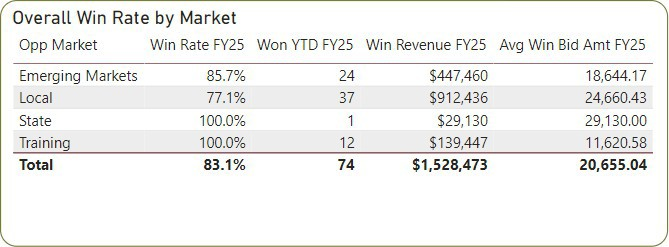 Overall Win Rate by Market
Opp Market Win Rate FY25 Won YTD FY25 Win Revenue FY25 Avg Win Bid Amt FY25
Emerging Markets 85.7% 24 $447,460 18,644.17
Local 77.1% 37 $912,436 24,660.43
State 100.0% 1 $29,130 29,130.00
Training 100.0% 12 $139,447 11,620.58
Total 83.1% 74 $1,528,473 20,655.04